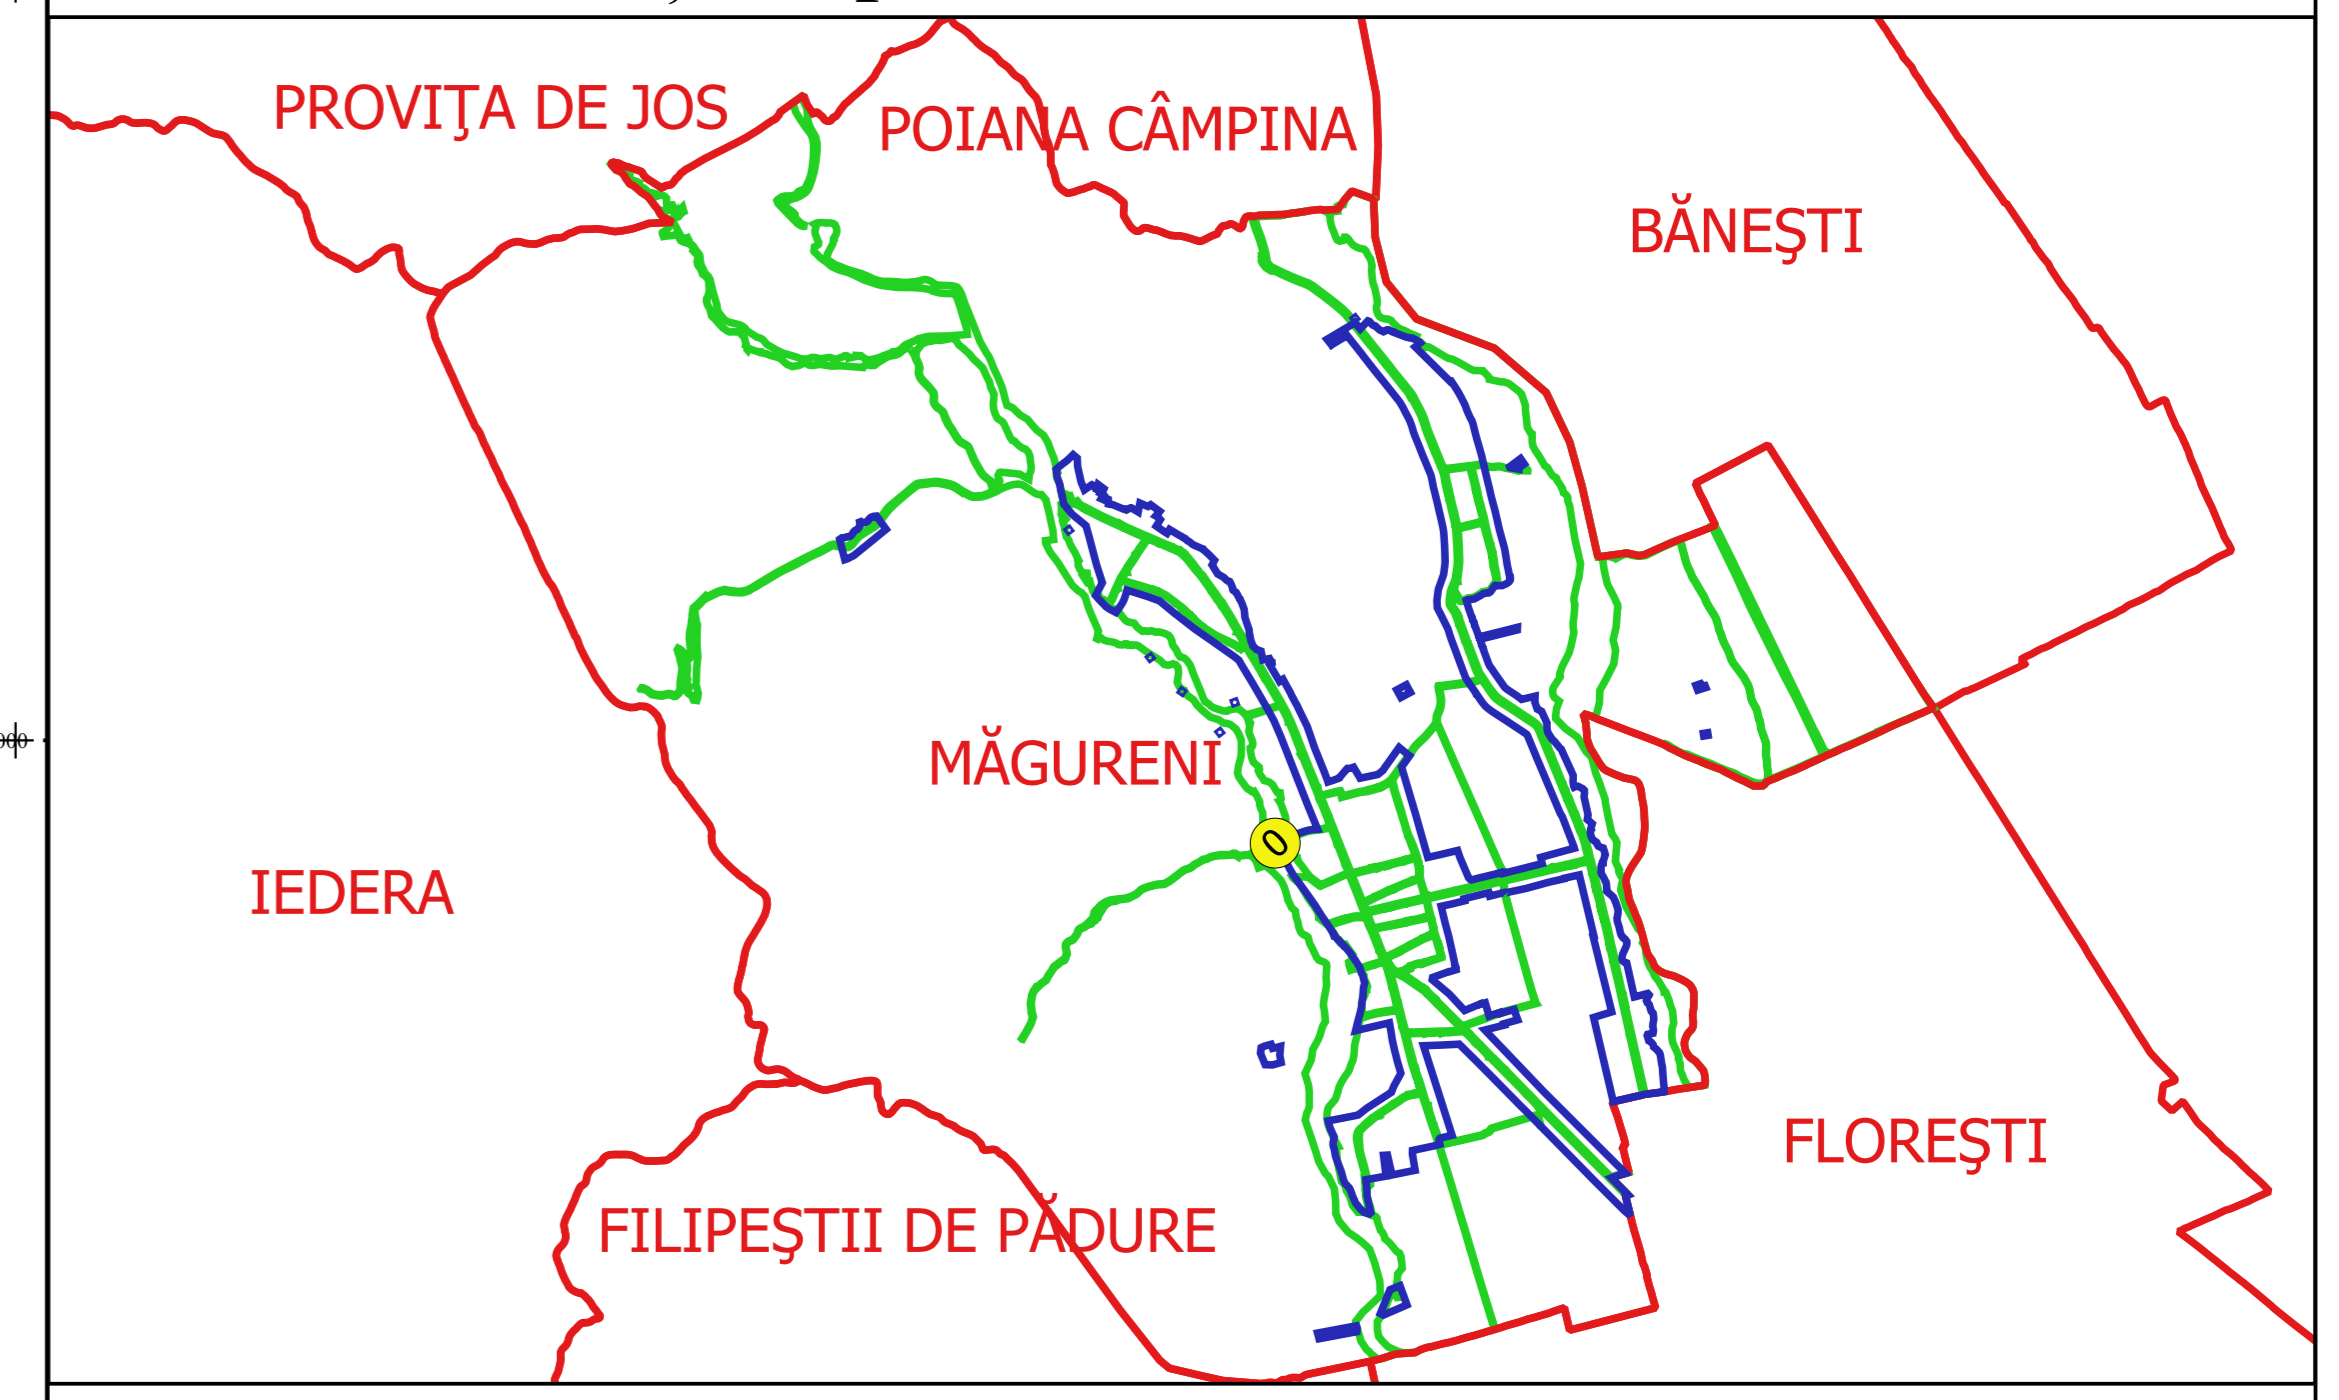 PROVIŢA DE JOS
POIANA CÂMPINA
BĂNEŞTI
MĂGURENI
0
IEDERA
FLOREŞTI
FILIPEŞTII DE PĂDURE